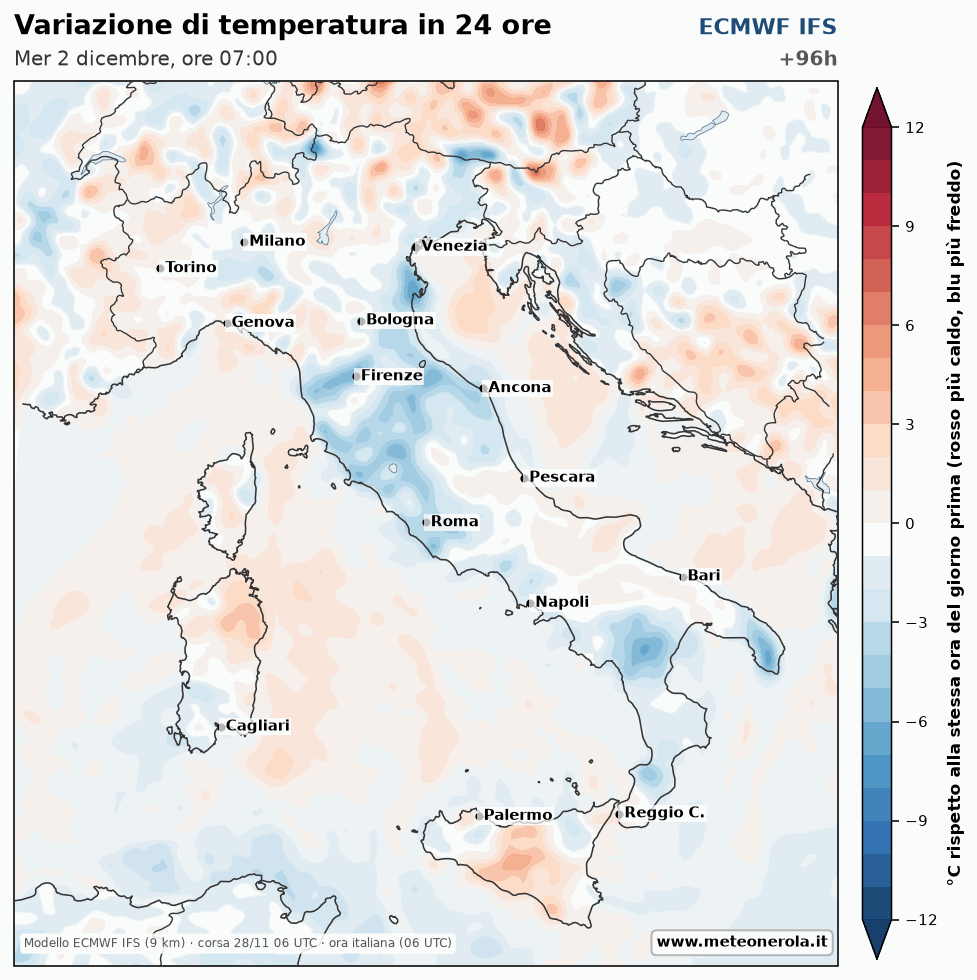 Variazione di temperatura in 24 ore
ECMWF IFS
Mer 2 dicembre, ore 07:00
+96h
Milano
Venezia
Torino
Genova
Bologna
Firenze
Ancona
Pescara
Roma
Bari
Napoli
Cagliari
Palermo
Reggio C.
12
9
6
3
0
−3
−6
−9
−12
°C rispetto alla stessa ora del giorno prima (rosso più caldo, blu più freddo)
Modello ECMWF IFS (9 km) · corsa 28/11 06 UTC · ora italiana (06 UTC)
www.meteonerola.it